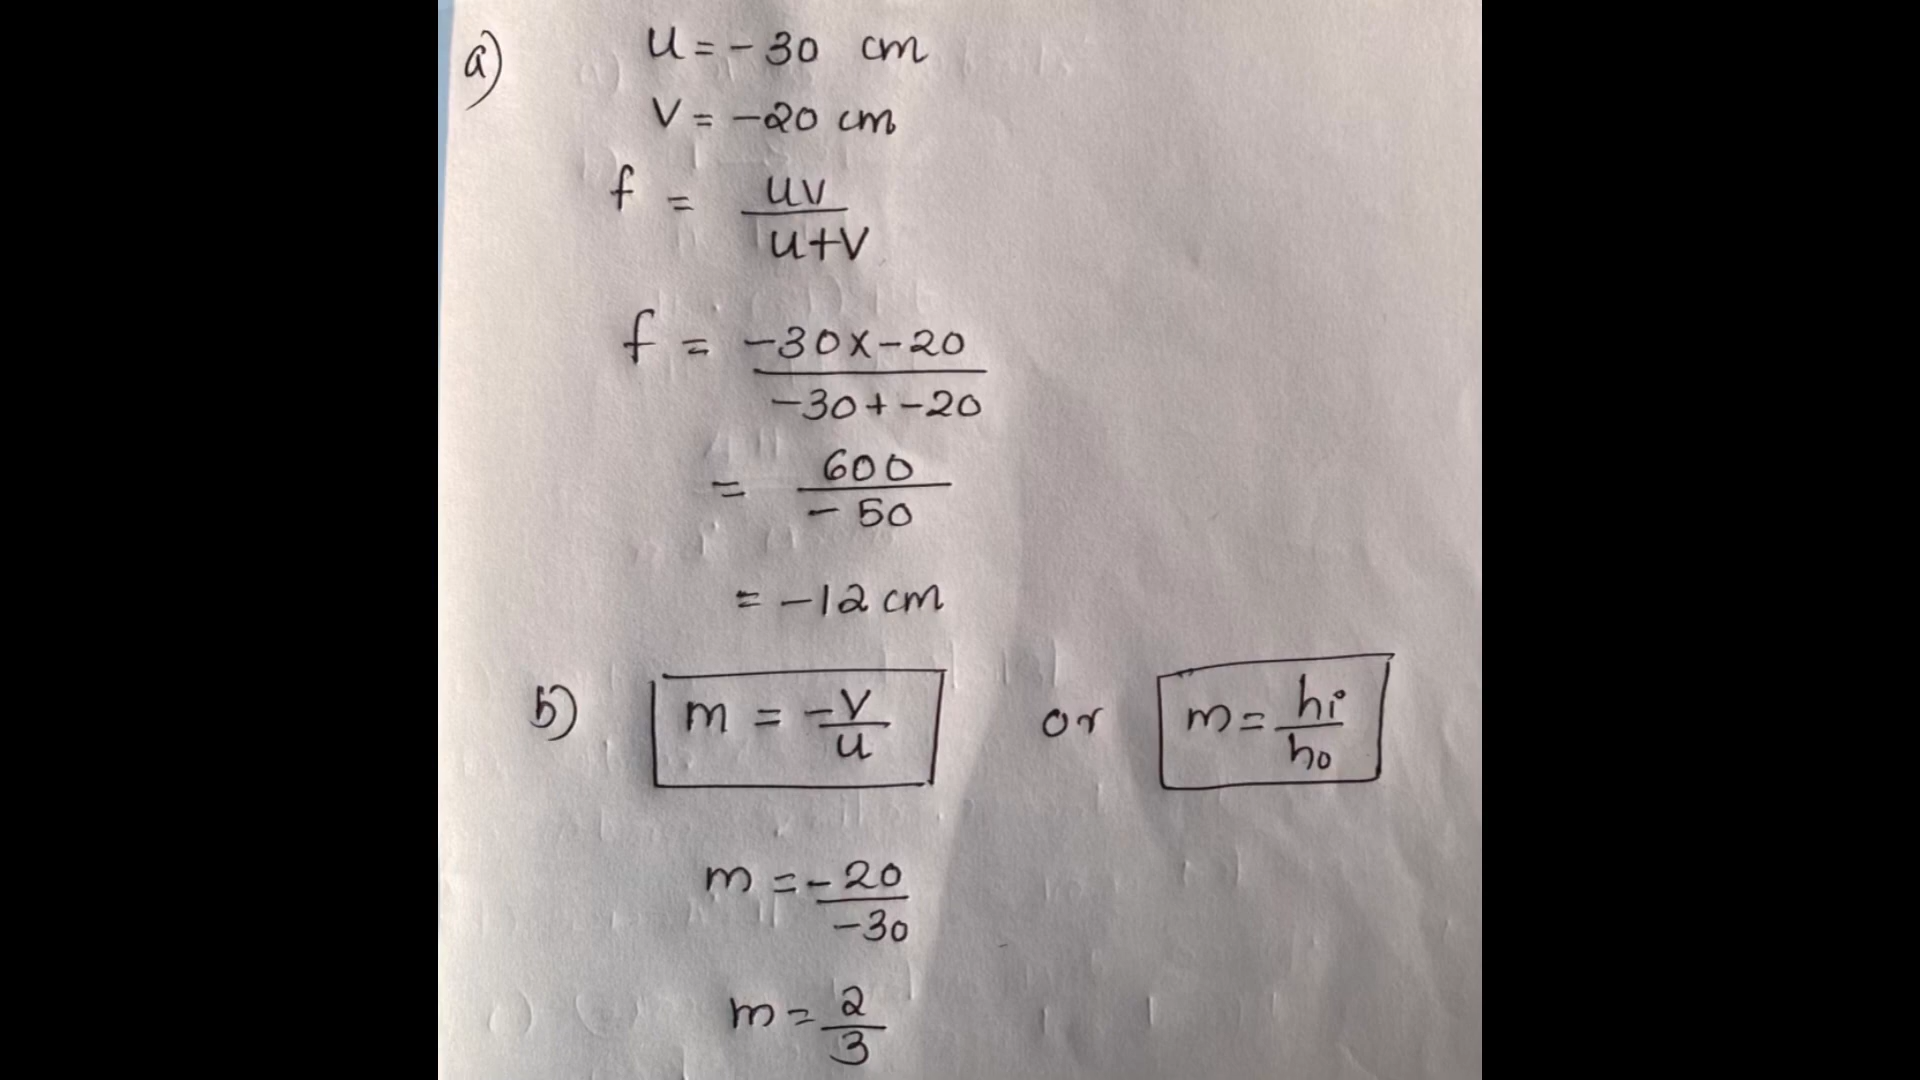 a) u = -30 cm
v = -20 cm
f = uv / u+v
f = -30x-20 / -30+-20
= 600 / -50
= -12 cm
b) m = -v/u or m = hi/ho
m = -20 / -30
m = 2/3